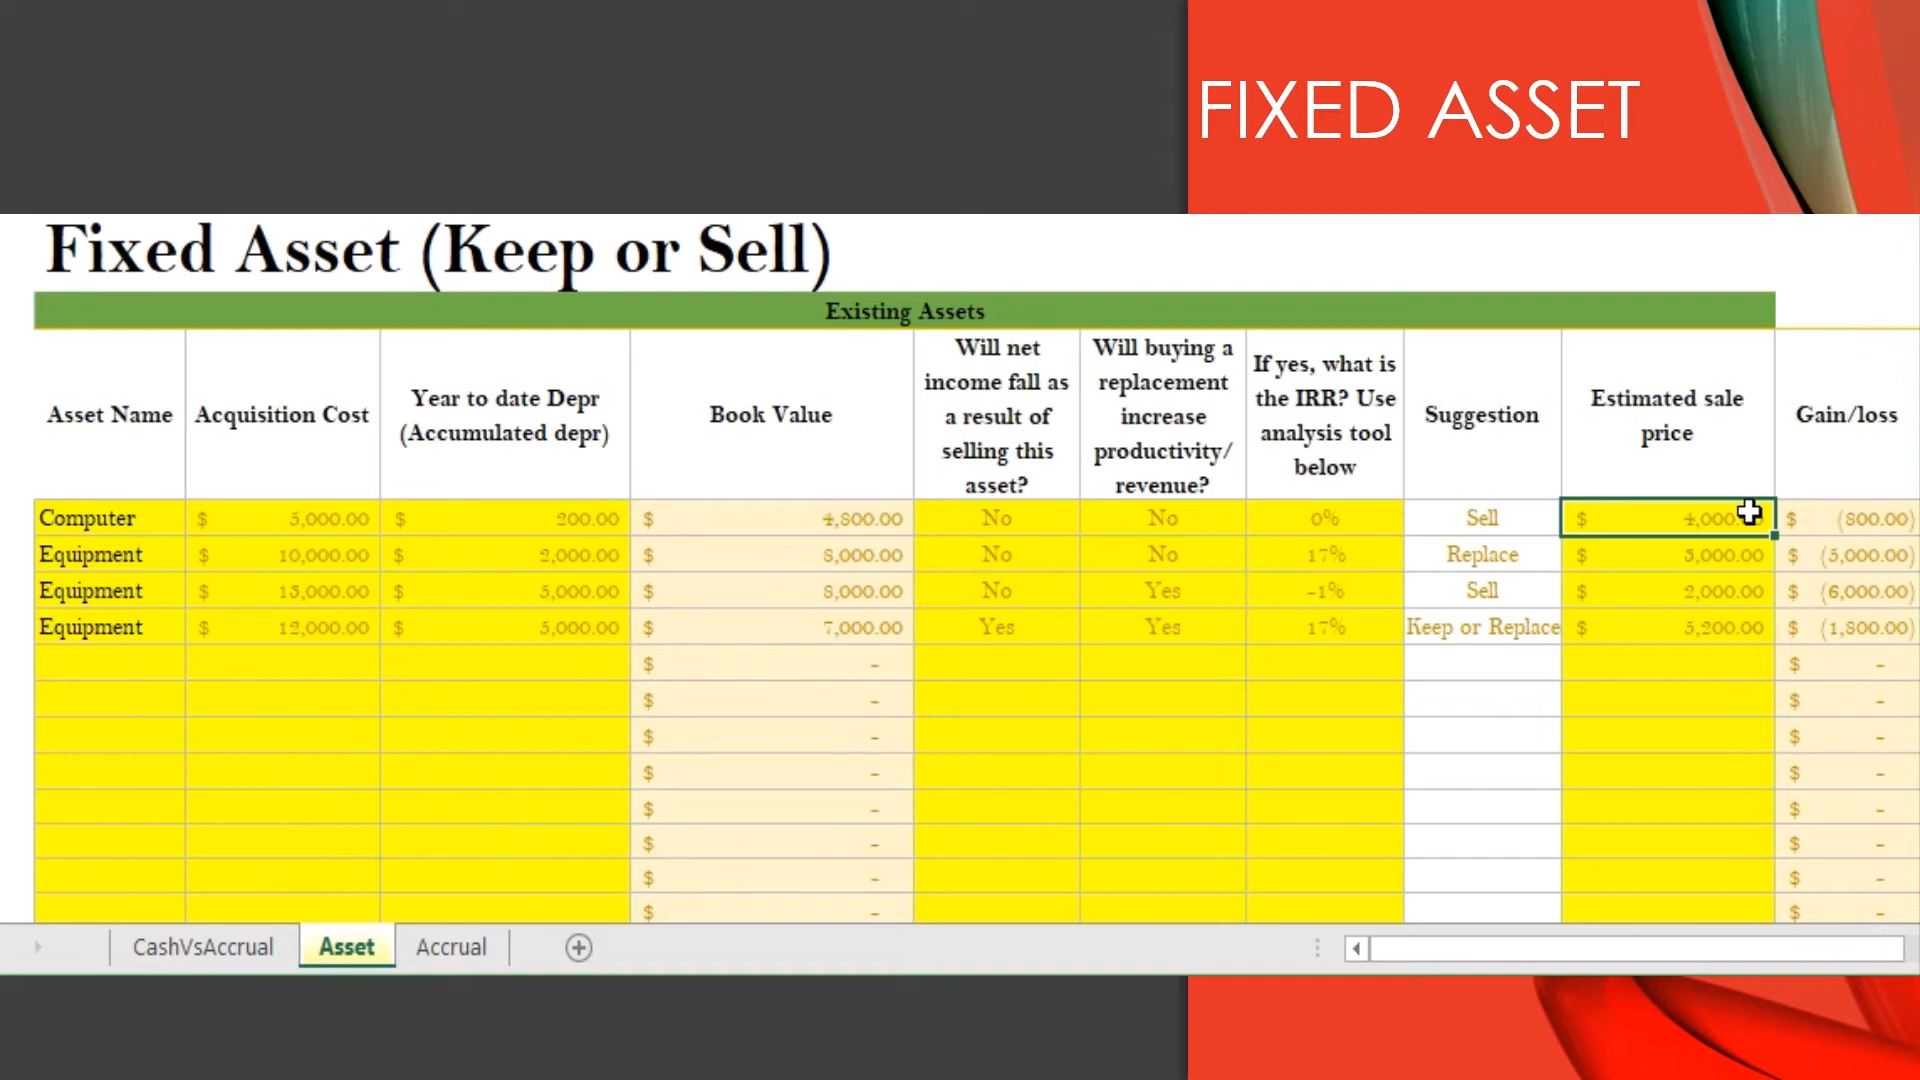 FIXED ASSET
Fixed Asset (Keep or Sell)
Existing Assets
Asset Name
Acquisition Cost
Year to date Depr
(Accumulated depr)
Book Value
Will net
income fall as
a result of
selling this
asset?
Will buying a
replacement
increase
productivity/
revenue?
If yes, what is
the IRR? Use
analysis tool
below
Suggestion
Estimated sale
price
Gain/loss
Computer $ 5,000.00 $ 200.00 $ 4,800.00 No No 0% Sell $ 4,000. $ (800.00)
Equipment $ 10,000.00 $ 2,000.00 $ 8,000.00 No No 17% Replace $ 3,000.00 $ (5,000.00)
Equipment $ 13,000.00 $ 5,000.00 $ 8,000.00 No Yes -1% Sell $ 2,000.00 $ (6,000.00)
Equipment $ 12,000.00 $ 5,000.00 $ 7,000.00 Yes Yes 17% Keep or Replace $ 5,200.00 $ (1,800.00)
$ - $ -
$ - $ -
$ - $ -
$ - $ -
$ - $ -
$ - $ -
$ - $ -
$ - $ -
CashVsAccrual Asset Accrual